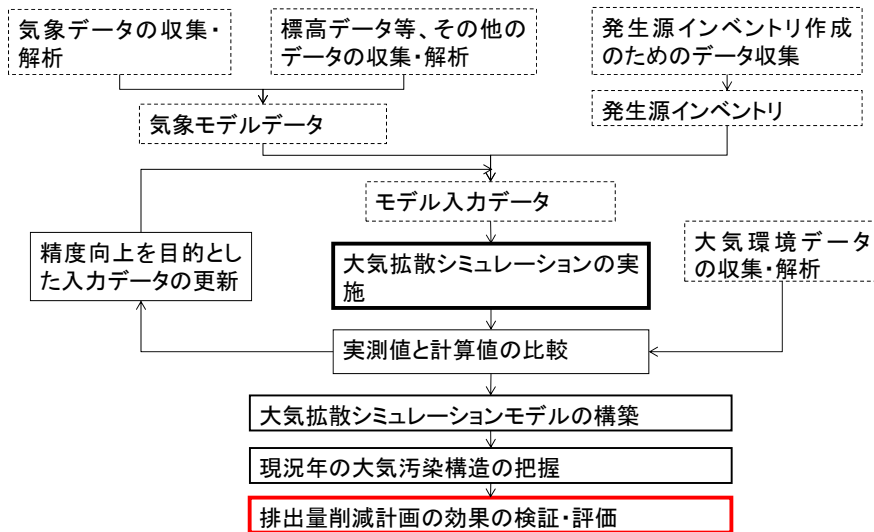 気象データの収集・
解析
標高データ等、その他の
データの収集・解析
発生源インベントリ作成
のためのデータ収集
気象モデルデータ
発生源インベントリ
モデル入力データ
精度向上を目的とし
た入力データの更新
大気拡散シミュレーションの実
施
大気環境データ
の収集・解析
実測値と計算値の比較
大気拡散シミュレーションモデルの構築
現況年の大気汚染構造の把握
排出量削減計画の効果の検証・評価